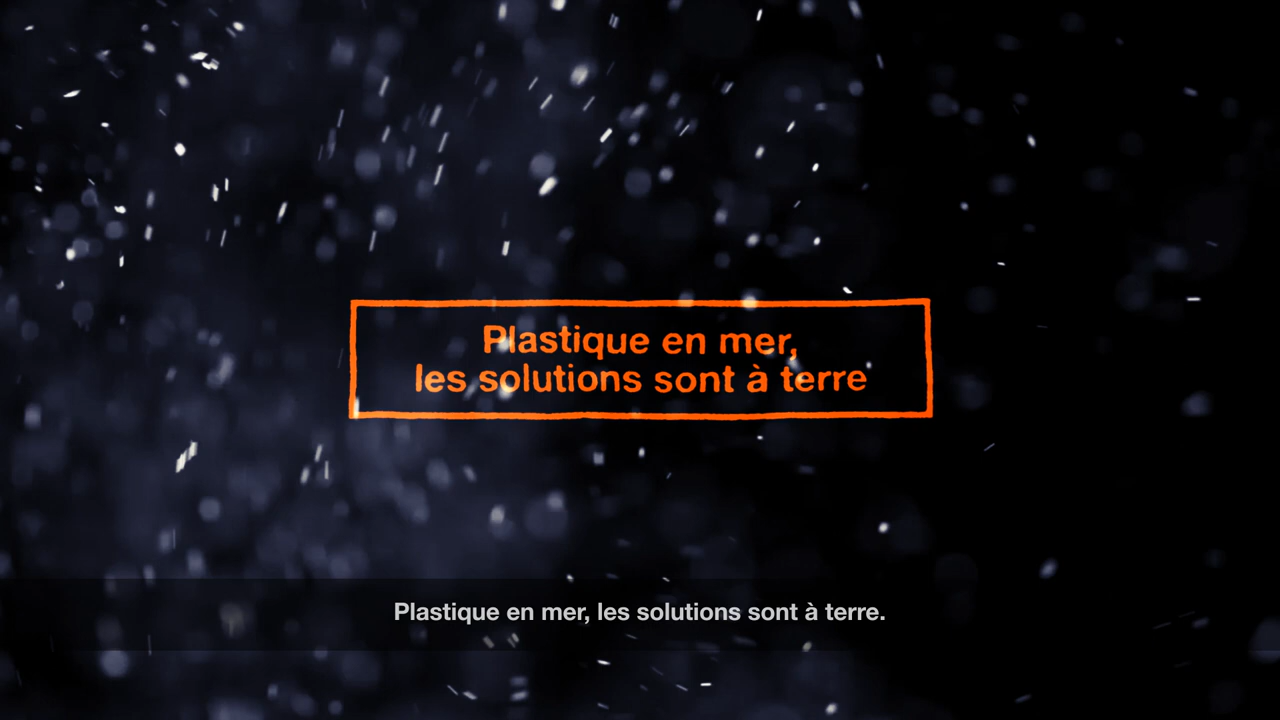 Plastique en mer,
les solutions sont à terre
Plastique en mer, les solutions sont à terre.